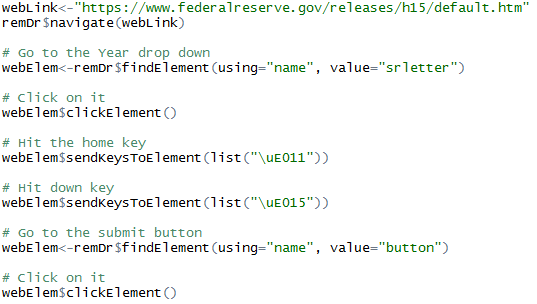 webLink<-"https://www.federalreserve.gov/releases/h15/default.htm"
remDr$navigate(webLink)
# Go to the Year drop down
webElem<-remDr$findElement(using="name", value="srletter")
# Click on it
webElem$clickElement()
# Hit the home key
webElem$sendKeysToElement(list("\uE011"))
# Hit down key
webElem$sendKeysToElement(list("\uE015"))
# Go to the submit button
webElem<-remDr$findElement(using="name", value="button")
# Click on it
webElem$clickElement()